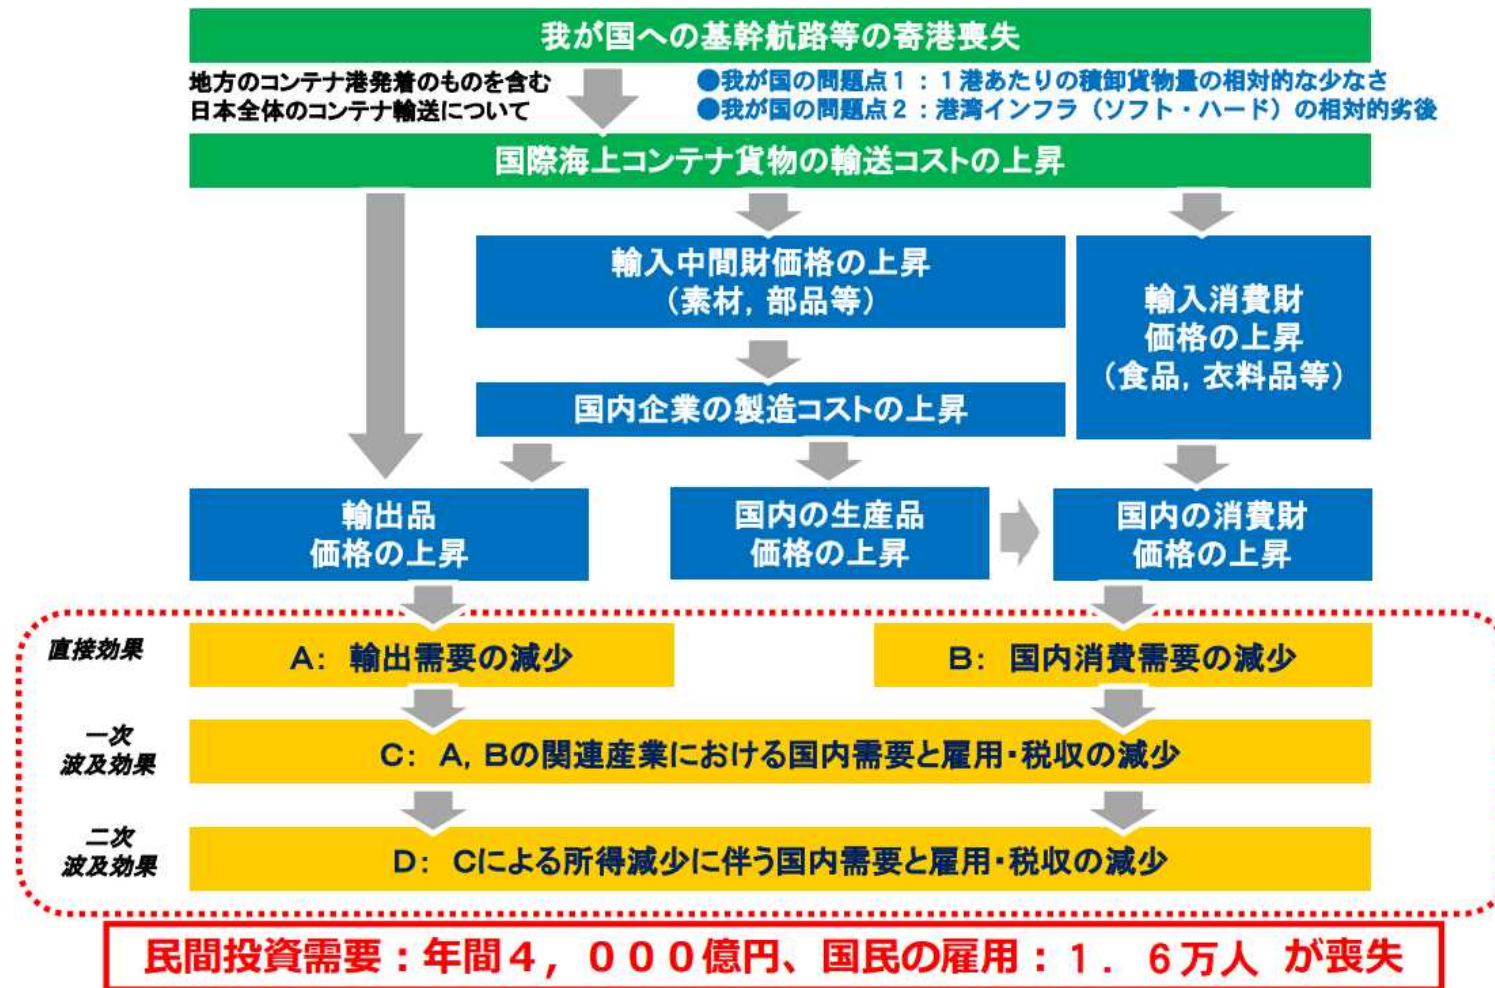 我が国への基幹航路等の寄港喪失
地方のコンテナ港発着のものを含む
日本全体のコンテナ輸送について
●我が国の問題点1：1港あたりの積卸貨物量の相対的な少なさ
●我が国の問題点2：港湾インフラ（ソフト・ハード）の相対的劣後
国際海上コンテナ貨物の輸送コストの上昇
輸入中間財価格の上昇
（素材，部品等）
輸入消費財
価格の上昇
（食品，衣料品等）
国内企業の製造コストの上昇
輸出品
価格の上昇
国内の生産品
価格の上昇
国内の消費財
価格の上昇
直接効果
A：　輸出需要の減少
B：　国内消費需要の減少
一次
波及効果
C：　A，Bの関連産業における国内需要と雇用・税収の減少
二次
波及効果
D：　Cによる所得減少に伴う国内需要と雇用・税収の減少
民間投資需要：年間４，０００億円、国民の雇用：１．６万人 が喪失